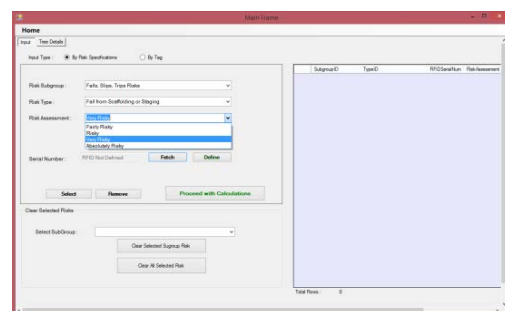 Main Frame
Home
Input Tree Details
Input Type : By Risk Specifications By Tag
SubgroupID TypeID RFIDSerialNum RiskAssessment
Risk Subgroup : Falls, Slips, Trips Risks
Risk Type : Fall from Scaffolding or Staging
Risk Assessment : Very Risky
Fairly Risky
Risky
Very Risky
Absolutely Risky
Serial Number : RFID Not Defined Fetch Define
Select Remove Proceed with Calculations
Clear Selected Risks
Select SubGroup :
Clear Selected Sugroup Risk
Clear All Selected Risk
Total Rows : 0